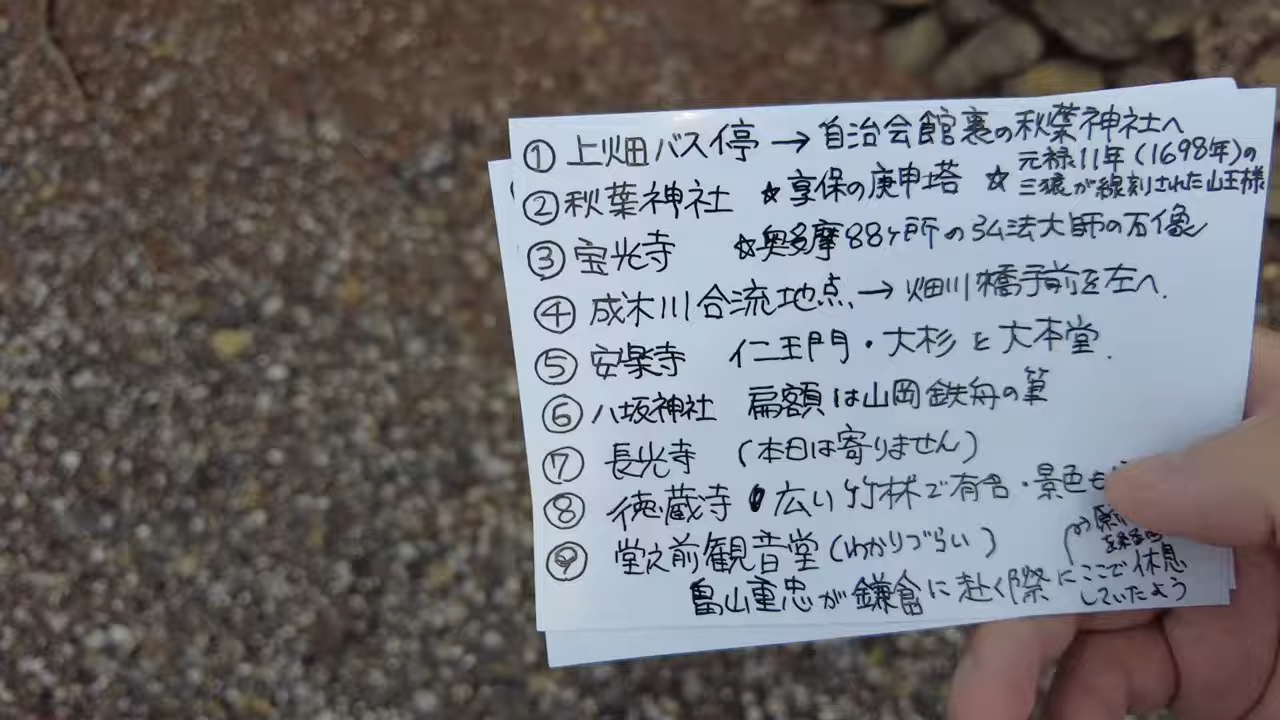 ① 上畑バス停 → 自治会館裏の秋葉神社へ
② 秋葉神社 ☆享保の庚申塔 ☆元禄11年(1698年)の
三猿が線刻された山王様
③ 宝光寺 ☆奥多摩88ヶ所の弘法大師の石像
④ 成木川合流地点 → 畑川橋手前を左へ.
⑤ 安楽寺 仁王門・大杉と大本堂.
⑥ 八坂神社 扁額は山岡鉄舟の筆
⑦ 長光寺 (本日は寄りません)
⑧ 徳蔵寺 広い竹林で有名・景色も
⑨ 堂之前観音堂(わかりづらい)
畠山重忠が鎌倉に赴く際に
ここで休息
していたよう